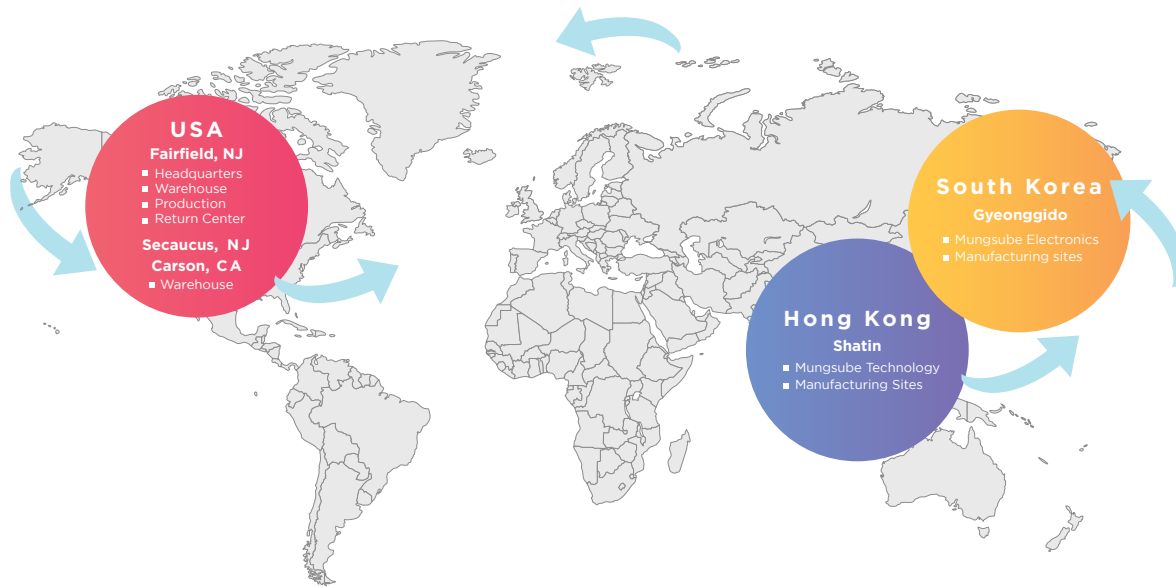 USA
Fairfield, NJ
Headquarters
Warehouse
Production
Return Center
Secaucus, NJ
Carson, CA
Warehouse
Hong Kong
Shatin
Mungsube Technology
Manufacturing Sites
South Korea
Gyeonggido
Mungsube Electronics
Manufacturing sites